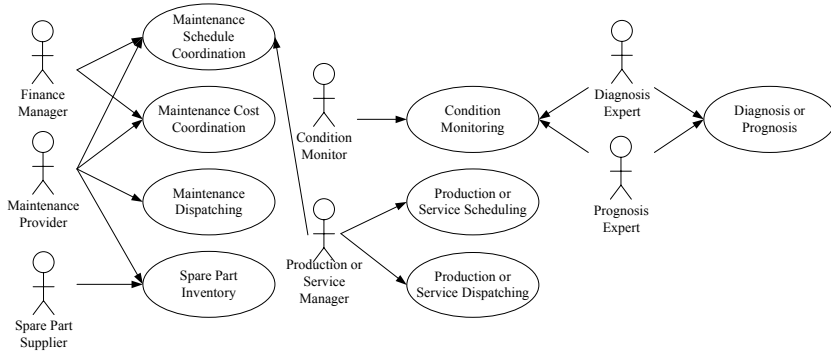 Maintenance
Schedule
Coordination
Finance
Manager
Maintenance Cost
Coordination
Maintenance
Provider
Maintenance
Dispatching
Spare Part
Supplier
Spare Part
Inventory
Condition
Monitor
Condition
Monitoring
Production or
Service
Manager
Production or
Service Scheduling
Production or
Service Dispatching
Diagnosis
Expert
Prognosis
Expert
Diagnosis or
Prognosis